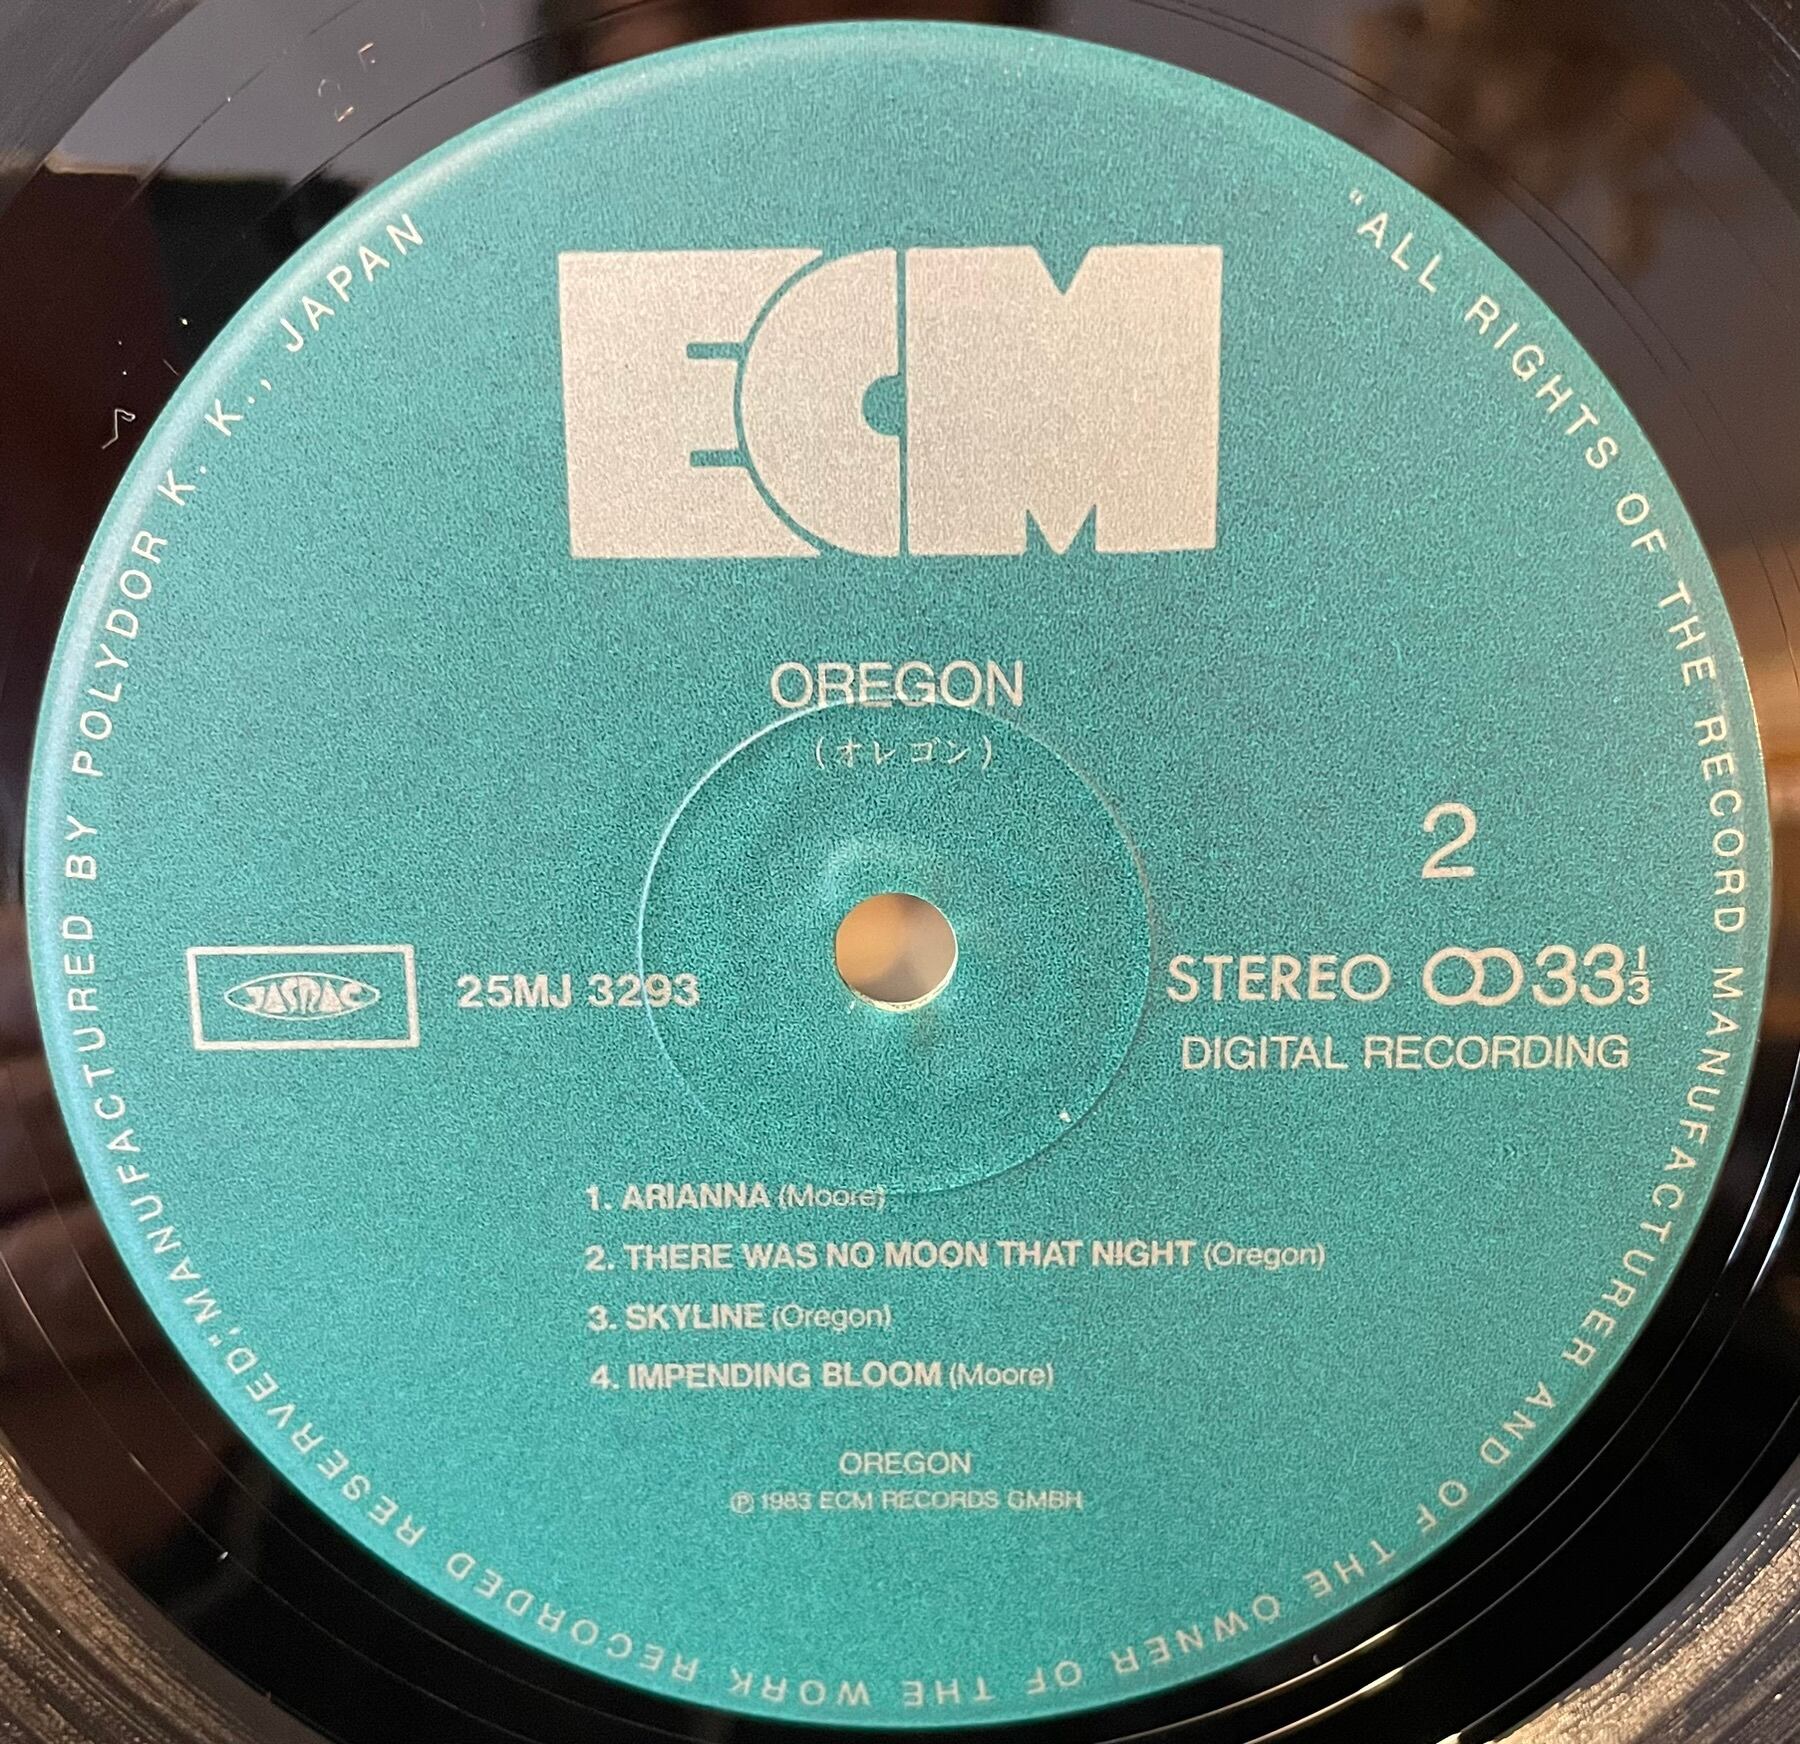 ECM
OREGON
(オレゴン)
2
JASRAC
25MJ 3293
STEREO
33 1/3
DIGITAL RECORDING
1. ARIANNA (Moore)
2. THERE WAS NO MOON THAT NIGHT (Oregon)
3. SKYLINE (Oregon)
4. IMPENDING BLOOM (Moore)
OREGON
Ⓟ 1983 ECM RECORDS GMBH
"ALL RIGHTS OF THE RECORD MANUFACTURER AND OF THE OWNER OF THE WORK RECORDED RESERVED," MANUFACTURED BY POLYDOR K. K., JAPAN